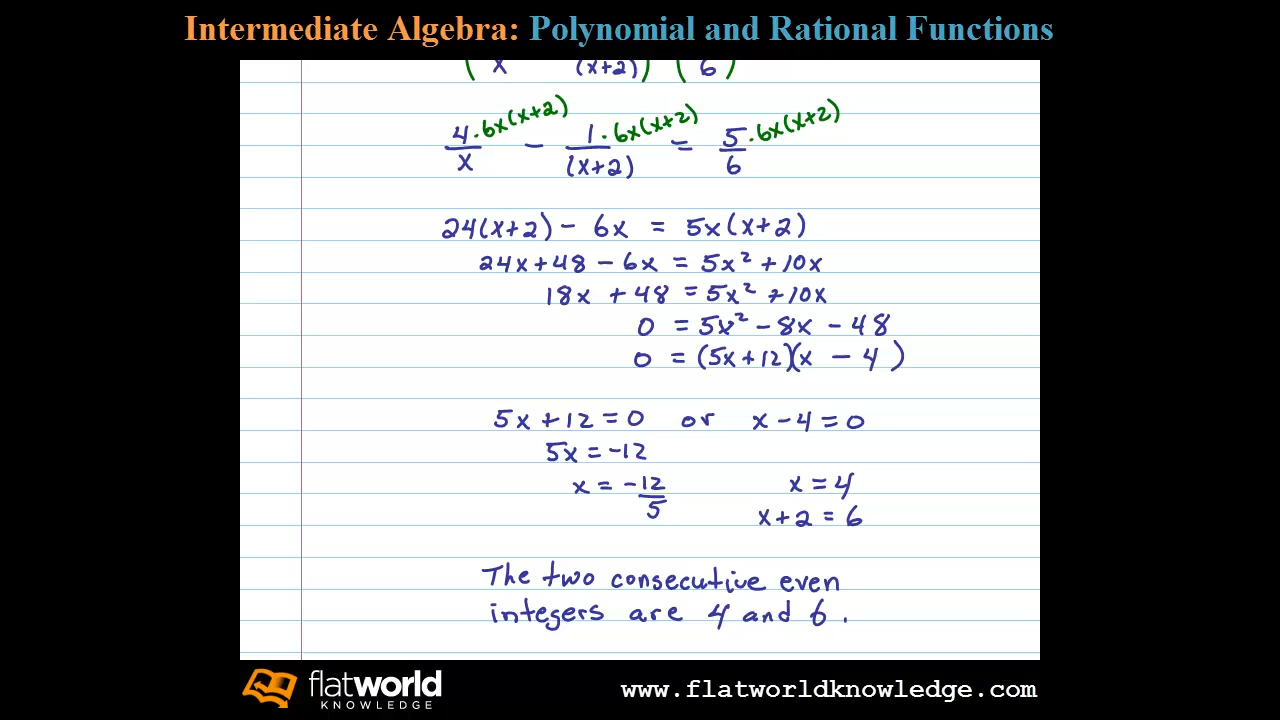 Intermediate Algebra: Polynomial and Rational Functions
x (x+2) 6
4/x · 6x(x+2) − 1/(x+2) · 6x(x+2) = 5/6 · 6x(x+2)
24(x+2) − 6x = 5x(x+2)
24x+48 − 6x = 5x² + 10x
18x + 48 = 5x² + 10x
0 = 5x² − 8x − 48
0 = (5x+12)(x − 4)
5x + 12 = 0 or x − 4 = 0
5x = −12
x = −12/5 x = 4
x + 2 = 6
The two consecutive even
integers are 4 and 6.
flatworld
KNOWLEDGE
www.flatworldknowledge.com